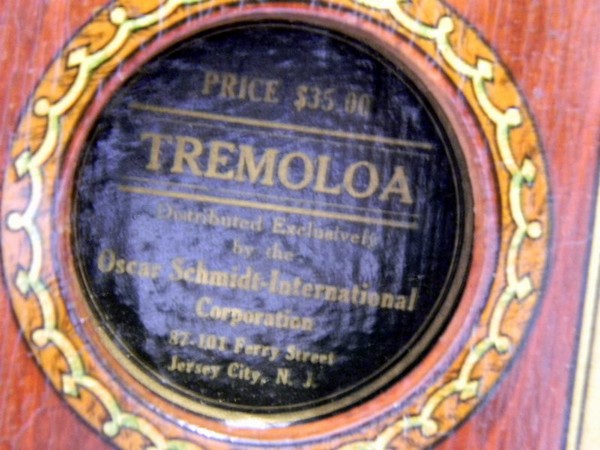 PRICE $35.00
TREMOLOA
Distributed Exclusively
by the
Oscar Schmidt-International
Corporation
87-101 Ferry Street
Jersey City, N. J.